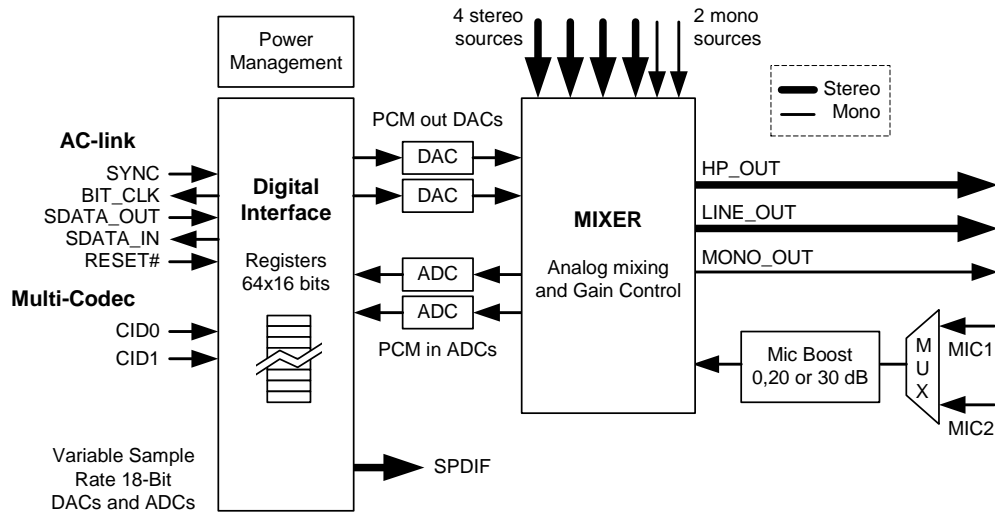 4 stereo
sources
2 mono
sources
Power
Management
Stereo
Mono
AC-link
SYNC
BIT_CLK
SDATA_OUT
SDATA_IN
RESET#
Multi-Codec
CID0
CID1
Digital
Interface
Registers
64x16 bits
PCM out DACs
DAC
DAC
ADC
ADC
PCM in ADCs
MIXER
Analog mixing
and Gain Control
HP_OUT
LINE_OUT
MONO_OUT
Mic Boost
0,20 or 30 dB
M
U
X
MIC1
MIC2
Variable Sample
Rate 18-Bit
DACs and ADCs
SPDIF